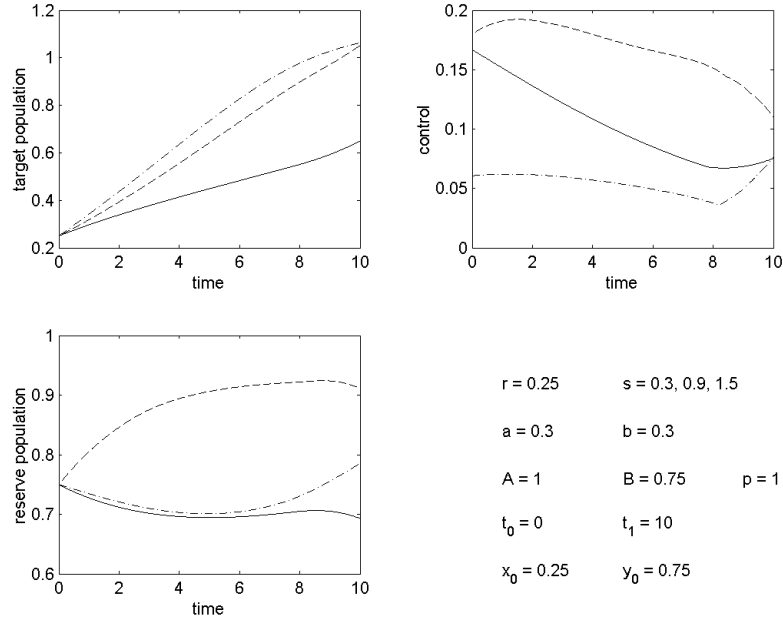 target population
1.2
1
0.8
0.6
0.4
0.2
0 2 4 6 8 10
time
control
0.2
0.15
0.1
0.05
0
0 2 4 6 8 10
time
reserve population
1
0.9
0.8
0.7
0.6
0 2 4 6 8 10
time
r = 0.25 s = 0.3, 0.9, 1.5
a = 0.3 b = 0.3
A = 1 B = 0.75 p = 1
t₀ = 0 t₁ = 10
x₀ = 0.25 y₀ = 0.75